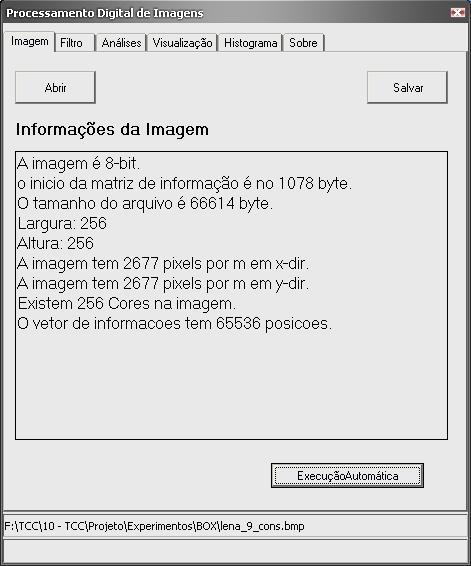 Processamento Digital de Imagens
Imagem Filtro Análises Visualização Histograma Sobre
Abrir Salvar
Informações da Imagem
A imagem é 8-bit.
o inicio da matriz de informação é no 1078 byte.
O tamanho do arquivo é 66614 byte.
Largura: 256
Altura: 256
A imagem tem 2677 pixels por m em x-dir.
A imagem tem 2677 pixels por m em y-dir.
Existem 256 Cores na imagem.
O vetor de informacoes tem 65536 posicoes.
ExecuçãoAutomática
F:\TCC\10 - TCC\Projeto\Experimentos\BOX\lena_9_cons.bmp